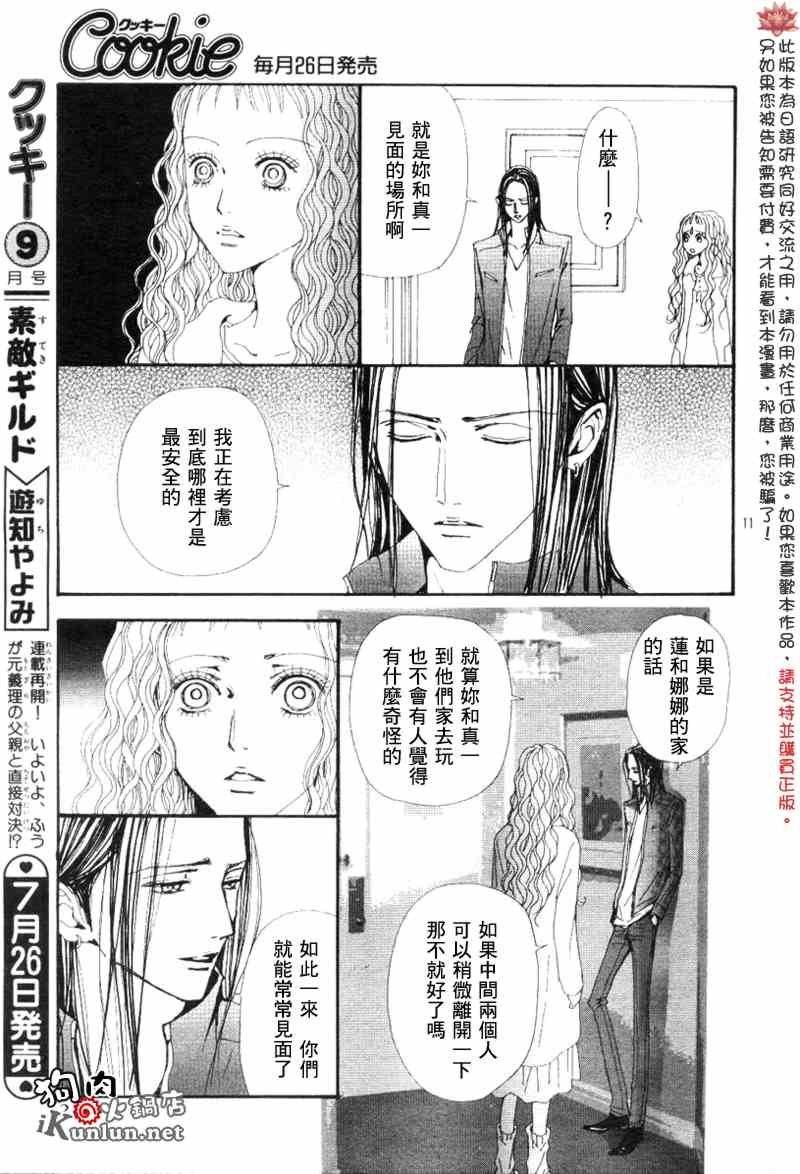 クッキー
Cookie
毎月26日発売
此版本為日語研究同好交流之用，請勿用於任何商業用途。如果您喜歡本作品，請支持並購買正版。
另如果您被告知需要付費，才能看到本漫畫，那麼，您被騙了！
什麼——？
就是妳和真一
見面的場所啊
我正在考慮
到底哪裡才是
最安全的
11
如果是
蓮和娜娜的家
的話
就算妳和真一
到他們家去玩
也不會有人覺得
有什麼奇怪的
如果中間兩個人
可以稍微離開一下
那不就好了嗎
如此一來 你們
就能常常見面了
クッキー9月号
素敵ギルド
すてき
遊知やよみ
ゆち
連載再開！ いよいよ、ふう
が元義理の父親と直接対決!?
7月26日発売
狗肉
火鍋店
iKunlun.net